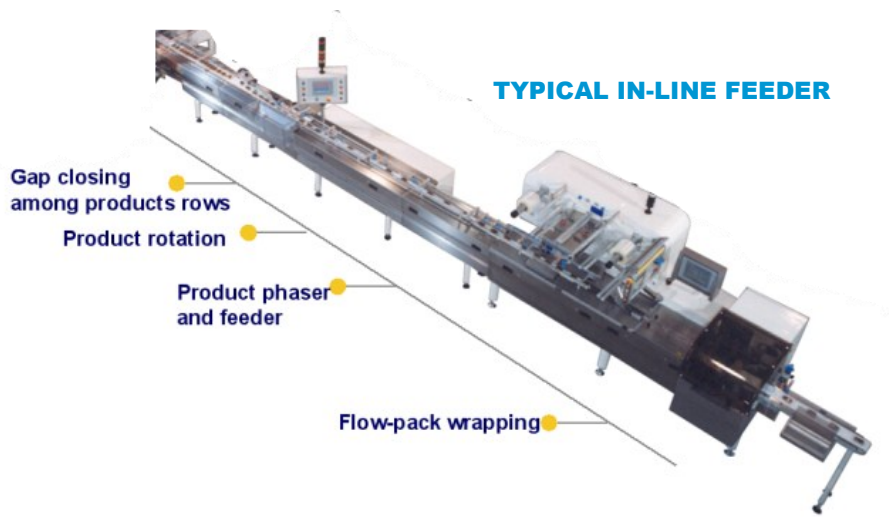 TYPICAL IN-LINE FEEDER
Gap closing
among products rows
Product rotation
Product phaser
and feeder
Flow-pack wrapping